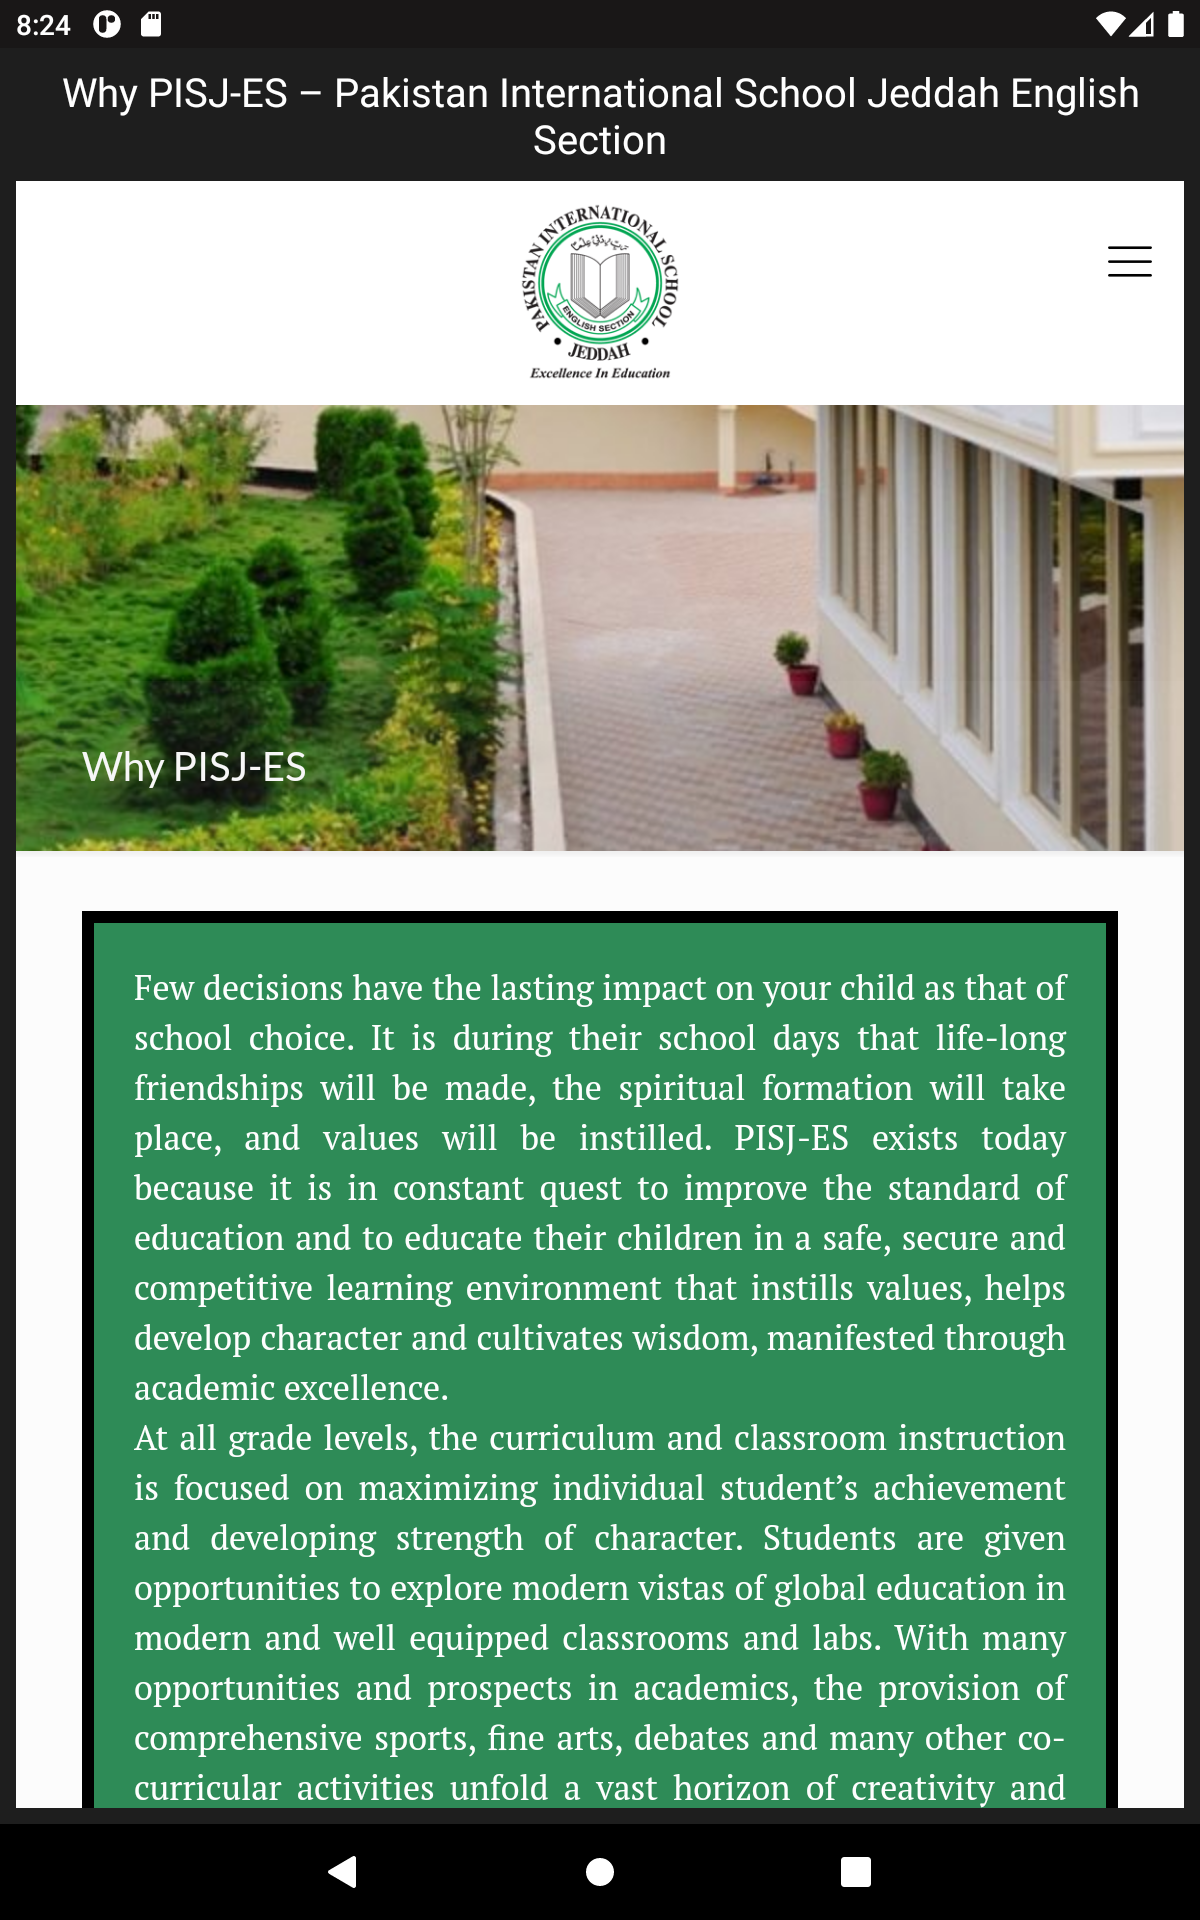 8:24
Why PISJ-ES – Pakistan International School Jeddah English
Section
PAKISTAN INTERNATIONAL SCHOOL
ENGLISH SECTION
• JEDDAH •
Excellence In Education
Why PISJ-ES
Few decisions have the lasting impact on your child as that of
school choice. It is during their school days that life-long
friendships will be made, the spiritual formation will take
place, and values will be instilled. PISJ-ES exists today
because it is in constant quest to improve the standard of
education and to educate their children in a safe, secure and
competitive learning environment that instills values, helps
develop character and cultivates wisdom, manifested through
academic excellence.
At all grade levels, the curriculum and classroom instruction
is focused on maximizing individual student’s achievement
and developing strength of character. Students are given
opportunities to explore modern vistas of global education in
modern and well equipped classrooms and labs. With many
opportunities and prospects in academics, the provision of
comprehensive sports, fine arts, debates and many other co-
curricular activities unfold a vast horizon of creativity and